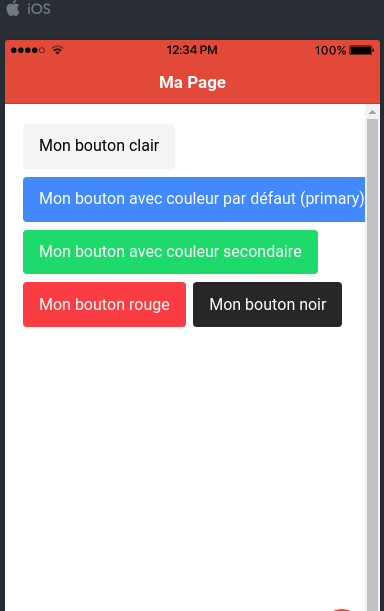 iOS
12:34 PM 100%
Ma Page
Mon bouton clair
Mon bouton avec couleur par défaut (primary)
Mon bouton avec couleur secondaire
Mon bouton rouge Mon bouton noir